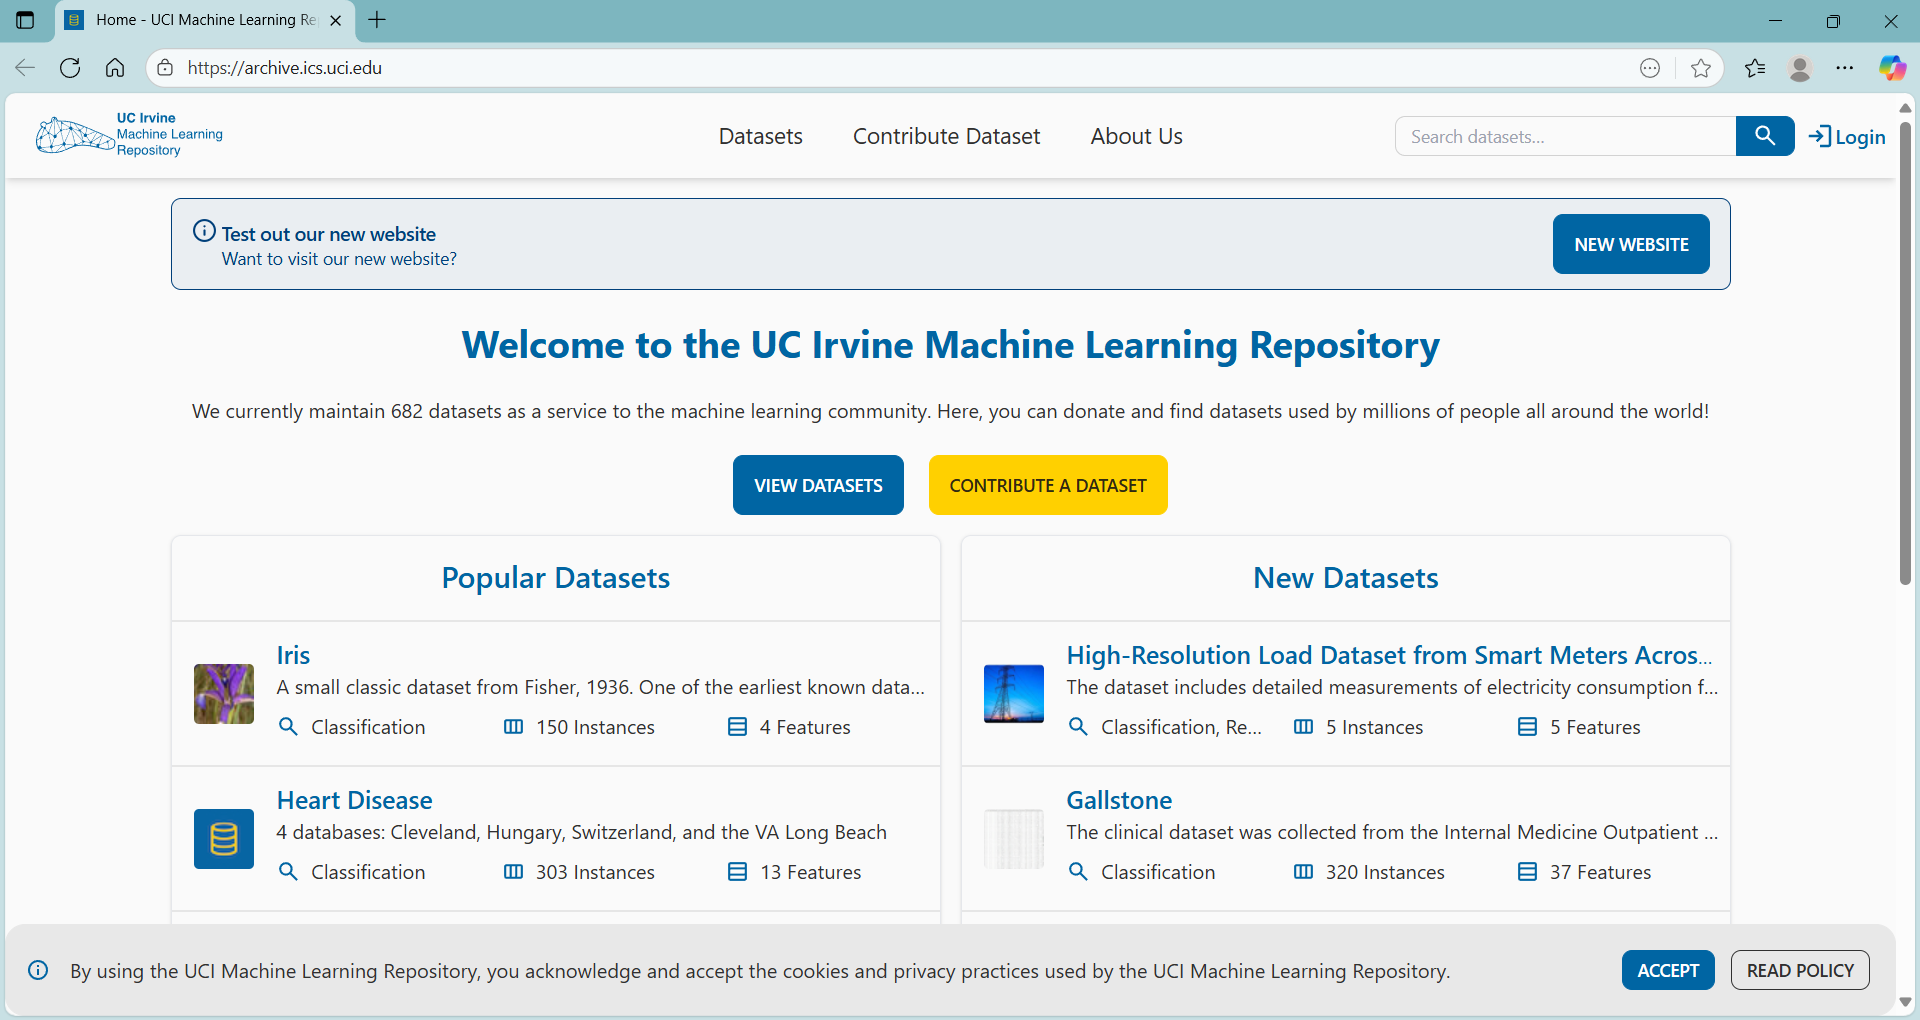 Home - UCI Machine Learning Re
https://archive.ics.uci.edu
UC Irvine
Machine Learning
Repository
Datasets
Contribute Dataset
About Us
Search datasets...
Login
Test out our new website
Want to visit our new website?
NEW WEBSITE
Welcome to the UC Irvine Machine Learning Repository
We currently maintain 682 datasets as a service to the machine learning community. Here, you can donate and find datasets used by millions of people all around the world!
VIEW DATASETS
CONTRIBUTE A DATASET
Popular Datasets
Iris
A small classic dataset from Fisher, 1936. One of the earliest known data...
Classification
150 Instances
4 Features
Heart Disease
4 databases: Cleveland, Hungary, Switzerland, and the VA Long Beach
Classification
303 Instances
13 Features
New Datasets
High-Resolution Load Dataset from Smart Meters Acros...
The dataset includes detailed measurements of electricity consumption f...
Classification, Re...
5 Instances
5 Features
Gallstone
The clinical dataset was collected from the Internal Medicine Outpatient ...
Classification
320 Instances
37 Features
By using the UCI Machine Learning Repository, you acknowledge and accept the cookies and privacy practices used by the UCI Machine Learning Repository.
ACCEPT
READ POLICY